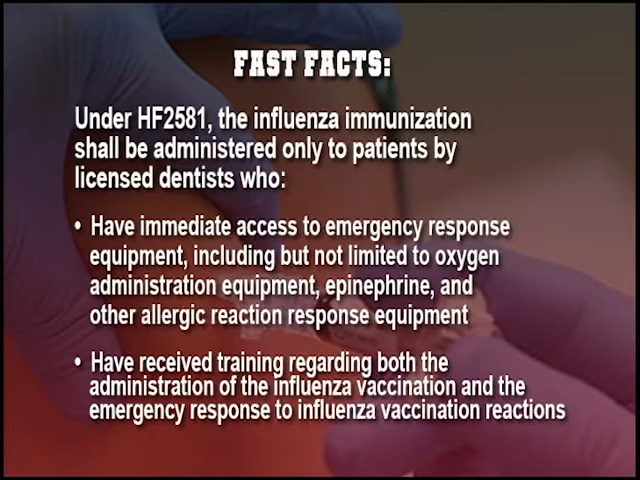 FAST FACTS:
Under HF2581, the influenza immunization
shall be administered only to patients by
licensed dentists who:
• Have immediate access to emergency response
equipment, including but not limited to oxygen
administration equipment, epinephrine, and
other allergic reaction response equipment
• Have received training regarding both the
administration of the influenza vaccination and the
emergency response to influenza vaccination reactions